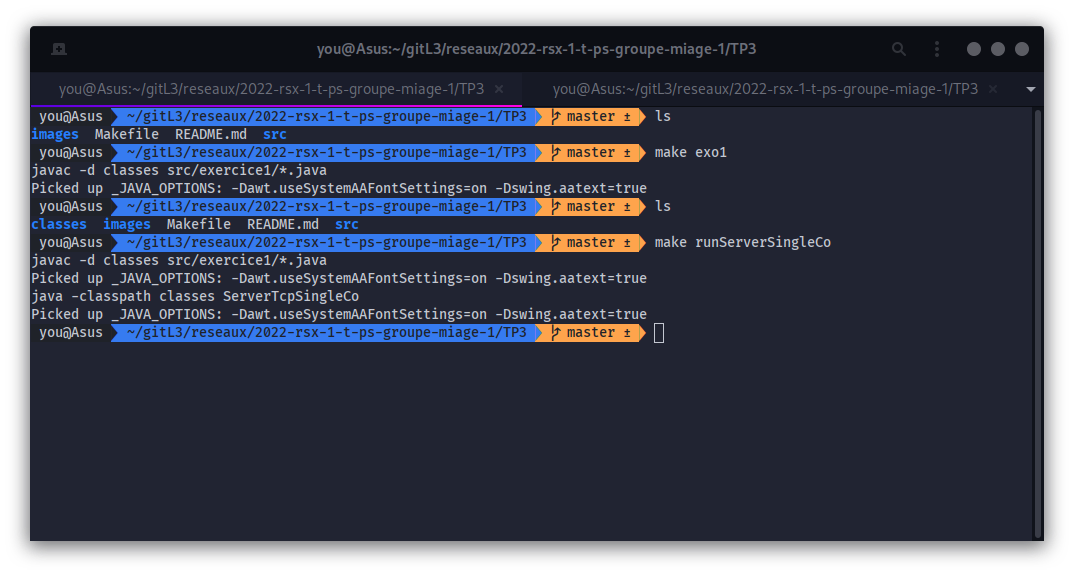 you@Asus:~/gitL3/reseaux/2022-rsx-1-t-ps-groupe-miage-1/TP3
you@Asus:~/gitL3/reseaux/2022-rsx-1-t-ps-groupe-miage-1/TP3 × you@Asus:~/gitL3/reseaux/2022-rsx-1-t-ps-groupe-miage-1/TP3 ×
you@Asus ~/gitL3/reseaux/2022-rsx-1-t-ps-groupe-miage-1/TP3 master ± ls
images Makefile README.md src
you@Asus ~/gitL3/reseaux/2022-rsx-1-t-ps-groupe-miage-1/TP3 master ± make exo1
javac -d classes src/exercice1/*.java
Picked up _JAVA_OPTIONS: -Dawt.useSystemAAFontSettings=on -Dswing.aatext=true
you@Asus ~/gitL3/reseaux/2022-rsx-1-t-ps-groupe-miage-1/TP3 master ± ls
classes images Makefile README.md src
you@Asus ~/gitL3/reseaux/2022-rsx-1-t-ps-groupe-miage-1/TP3 master ± make runServerSingleCo
javac -d classes src/exercice1/*.java
Picked up _JAVA_OPTIONS: -Dawt.useSystemAAFontSettings=on -Dswing.aatext=true
java -classpath classes ServerTcpSingleCo
Picked up _JAVA_OPTIONS: -Dawt.useSystemAAFontSettings=on -Dswing.aatext=true
you@Asus ~/gitL3/reseaux/2022-rsx-1-t-ps-groupe-miage-1/TP3 master ±